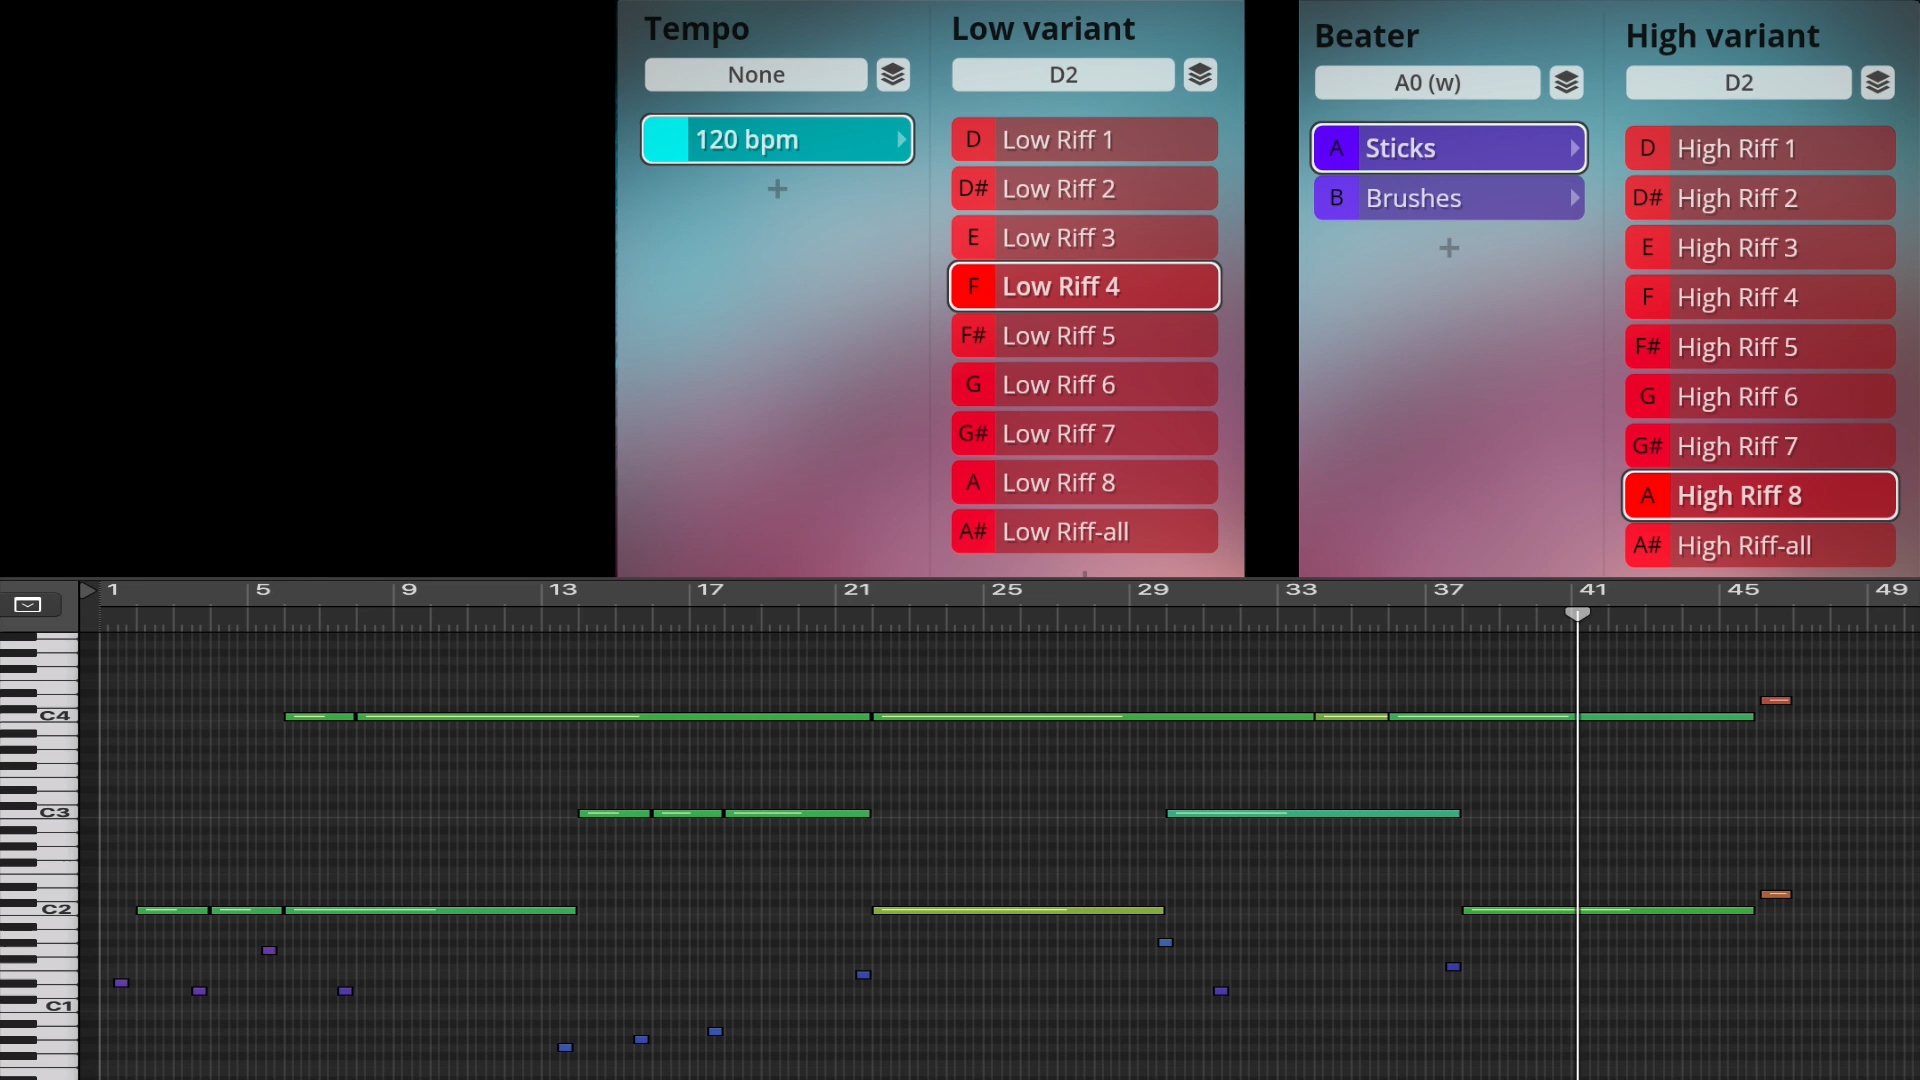 Tempo
None
120 bpm
+
Low variant
D2
D Low Riff 1
D# Low Riff 2
E Low Riff 3
F Low Riff 4
F# Low Riff 5
G Low Riff 6
G# Low Riff 7
A Low Riff 8
A# Low Riff-all
Beater
A0 (w)
A Sticks
B Brushes
+
High variant
D2
D High Riff 1
D# High Riff 2
E High Riff 3
F High Riff 4
F# High Riff 5
G High Riff 6
G# High Riff 7
A High Riff 8
A# High Riff-all
1 5 9 13 17 21 25 29 33 37 41 45 49
C4
C3
C2
C1